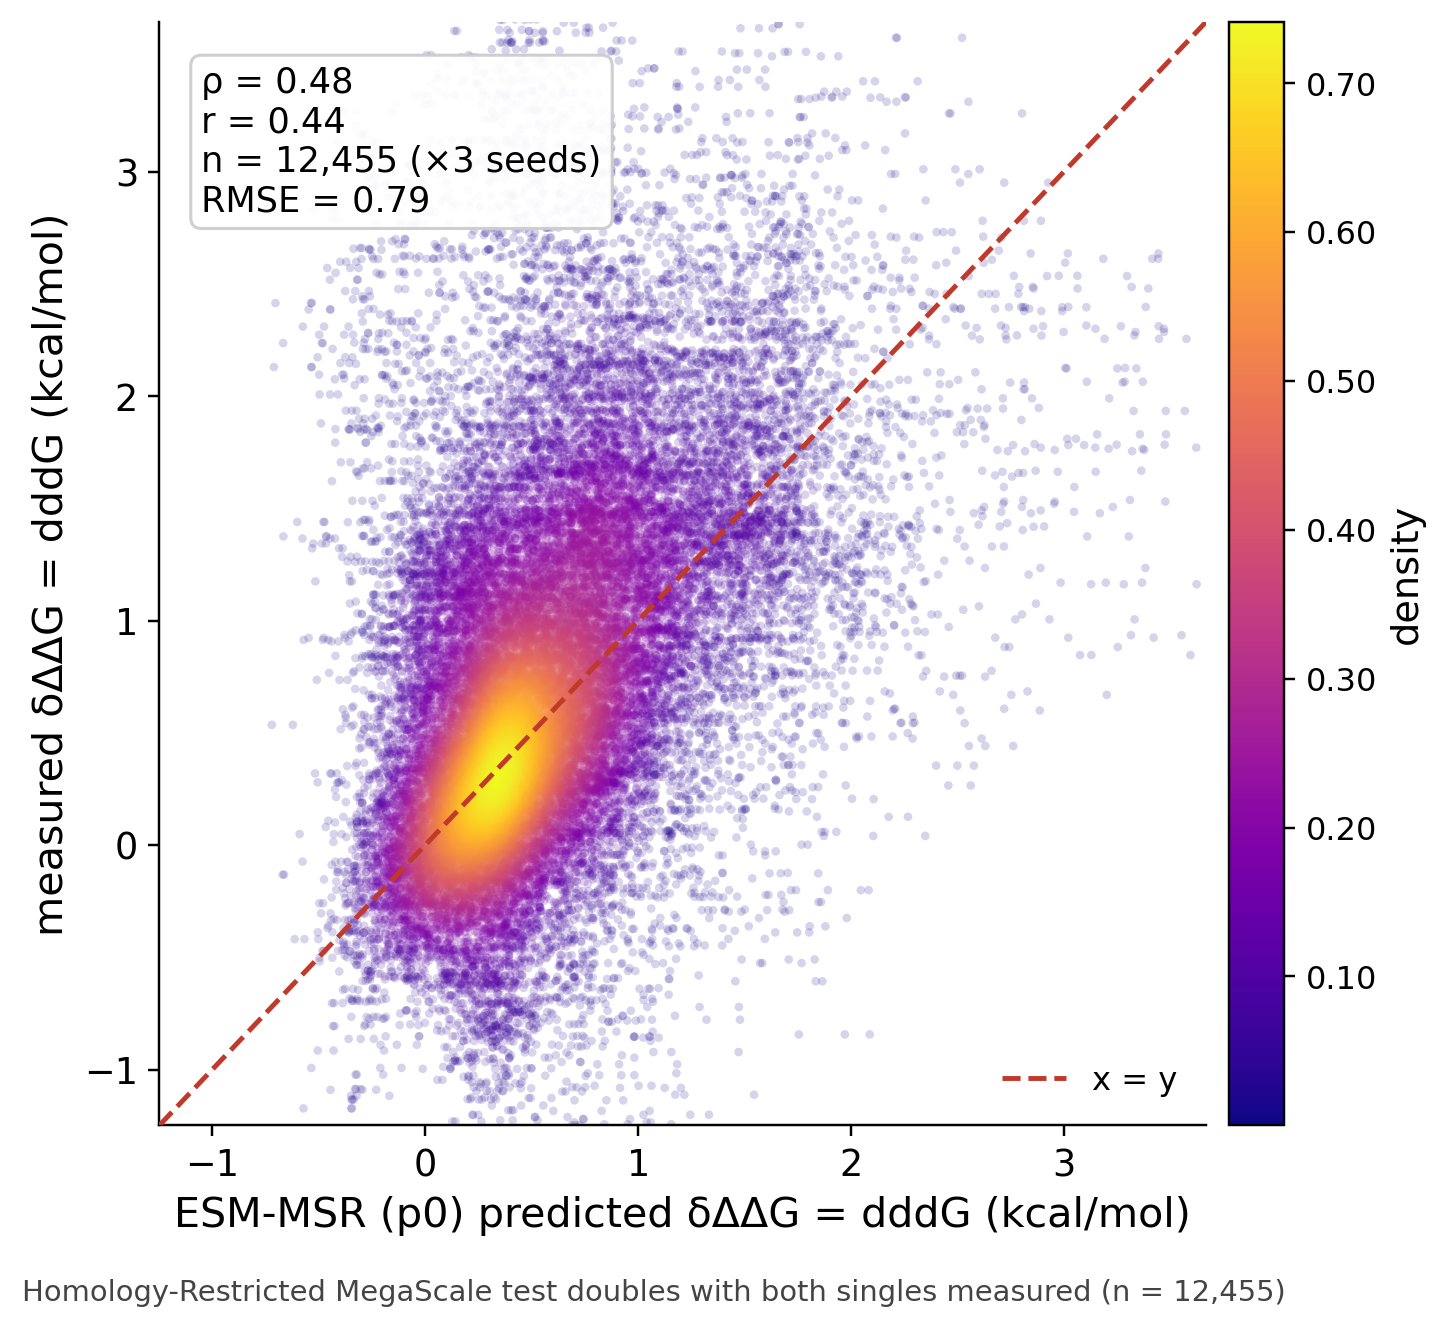 ρ = 0.48
r = 0.44
n = 12,455 (×3 seeds)
RMSE = 0.79
3
2
1
0
−1
measured δΔΔG = dddG (kcal/mol)
x = y
−1 0 1 2 3
ESM-MSR (p0) predicted δΔΔG = dddG (kcal/mol)
0.70
0.60
0.50
0.40
0.30
0.20
0.10
density
Homology-Restricted MegaScale test doubles with both singles measured (n = 12,455)